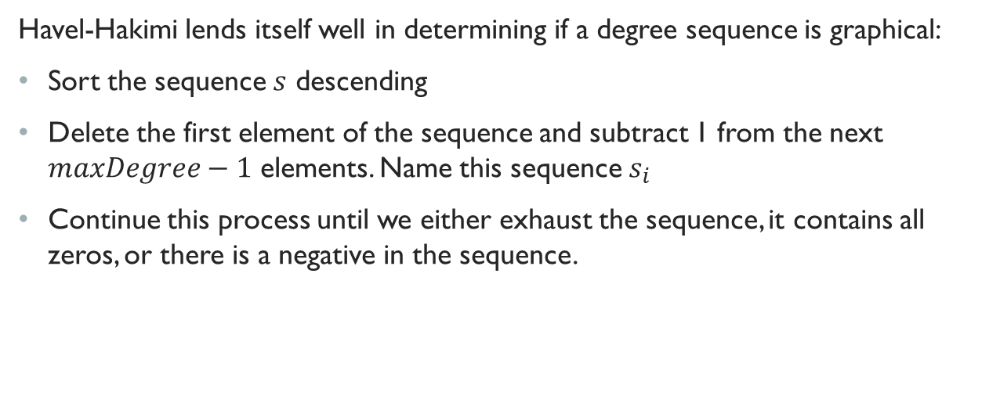 Havel-Hakimi lends itself well in determining if a degree sequence is graphical:
• Sort the sequence s descending
• Delete the first element of the sequence and subtract 1 from the next
maxDegree − 1 elements. Name this sequence sᵢ
• Continue this process until we either exhaust the sequence, it contains all
zeros, or there is a negative in the sequence.